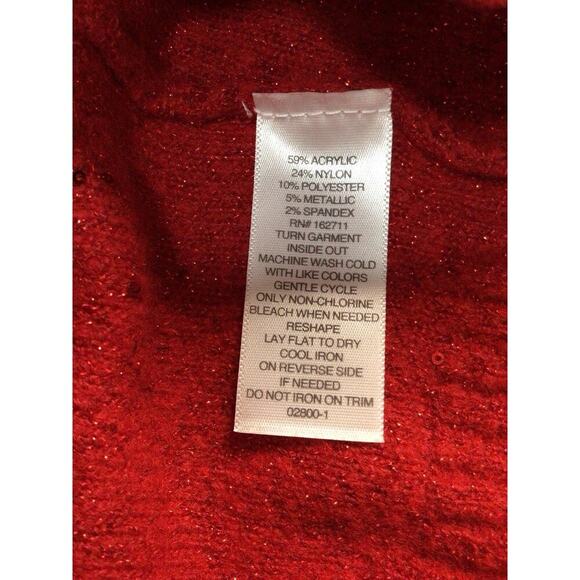 59% ACRYLIC
24% NYLON
10% POLYESTER
5% METALLIC
2% SPANDEX
RN# 162711
TURN GARMENT
INSIDE OUT
MACHINE WASH COLD
WITH LIKE COLORS
GENTLE CYCLE
ONLY NON-CHLORINE
BLEACH WHEN NEEDED
RESHAPE
LAY FLAT TO DRY
COOL IRON
ON REVERSE SIDE
IF NEEDED
DO NOT IRON ON TRIM
02800-1